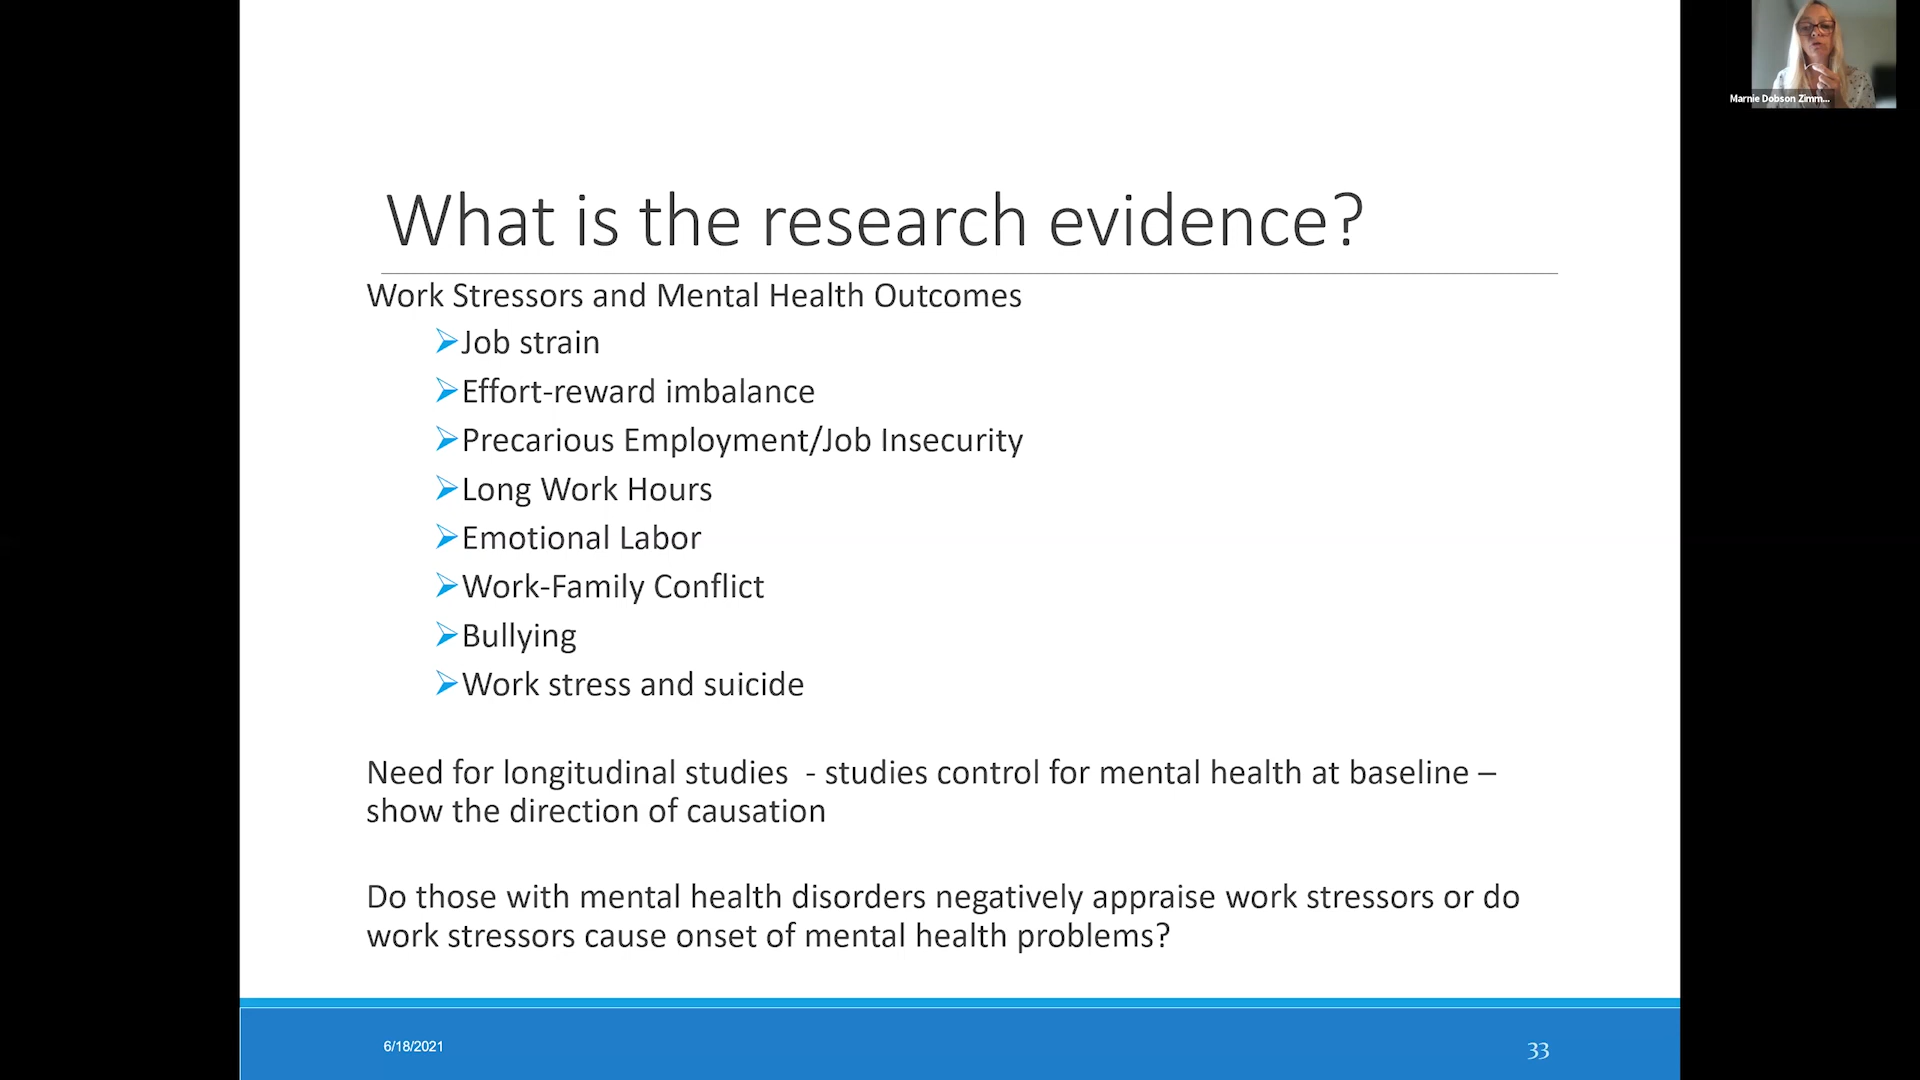 Marnie Dobson Zimm...
What is the research evidence?
Work Stressors and Mental Health Outcomes
Job strain
Effort-reward imbalance
Precarious Employment/Job Insecurity
Long Work Hours
Emotional Labor
Work-Family Conflict
Bullying
Work stress and suicide
Need for longitudinal studies - studies control for mental health at baseline –
show the direction of causation
Do those with mental health disorders negatively appraise work stressors or do
work stressors cause onset of mental health problems?
6/18/2021
33